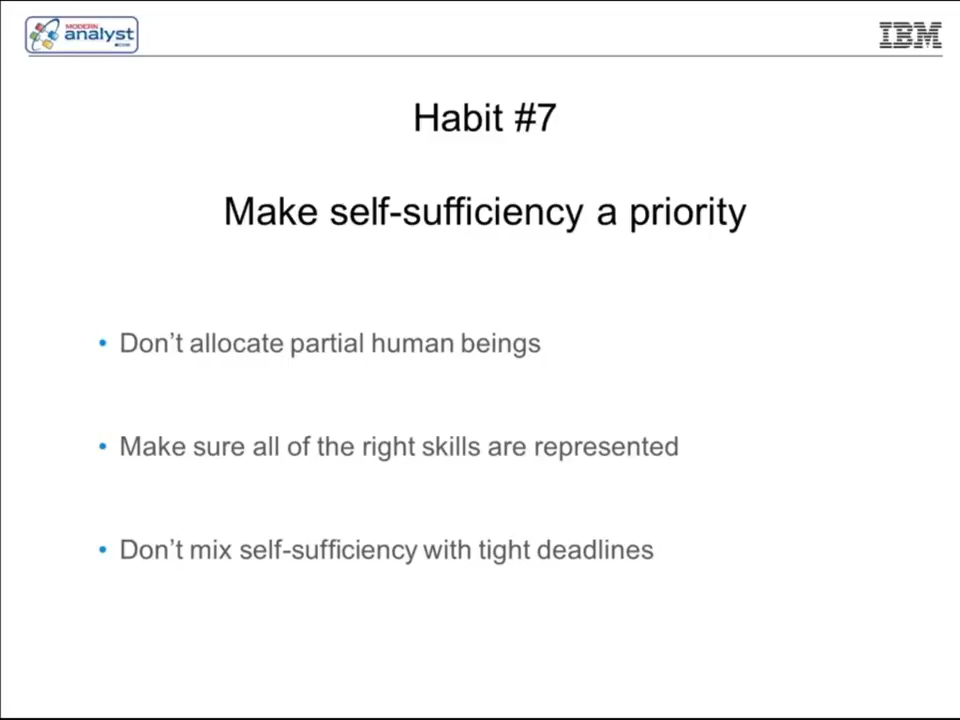 MODERN
analyst
IBM
Habit #7
Make self-sufficiency a priority
• Don’t allocate partial human beings
• Make sure all of the right skills are represented
• Don’t mix self-sufficiency with tight deadlines